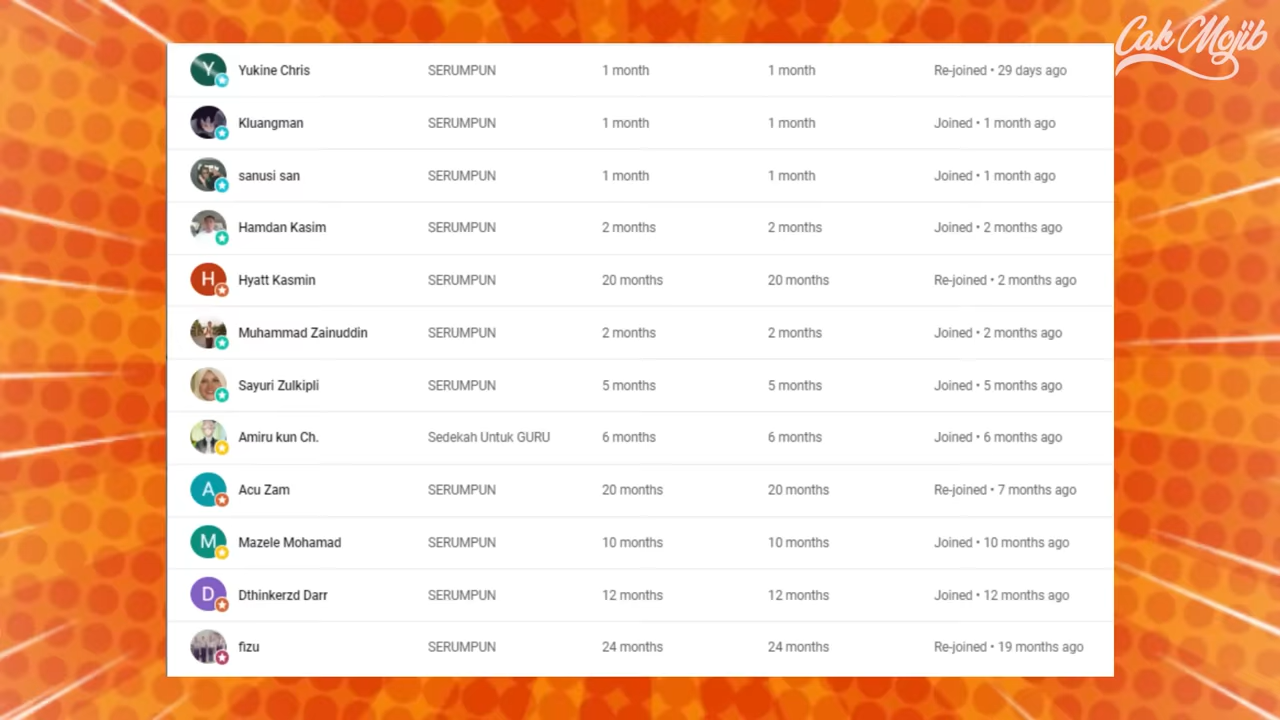 Cak Mojib
Yukine Chris SERUMPUN 1 month 1 month Re-joined • 29 days ago
Kluangman SERUMPUN 1 month 1 month Joined • 1 month ago
sanusi san SERUMPUN 1 month 1 month Joined • 1 month ago
Hamdan Kasim SERUMPUN 2 months 2 months Joined • 2 months ago
H Hyatt Kasmin SERUMPUN 20 months 20 months Re-joined • 2 months ago
Muhammad Zainuddin SERUMPUN 2 months 2 months Joined • 2 months ago
Sayuri Zulkipli SERUMPUN 5 months 5 months Joined • 5 months ago
Amiru kun Ch. Sedekah Untuk GURU 6 months 6 months Joined • 6 months ago
A Acu Zam SERUMPUN 20 months 20 months Re-joined • 7 months ago
M Mazele Mohamad SERUMPUN 10 months 10 months Joined • 10 months ago
D Dthinkerzd Darr SERUMPUN 12 months 12 months Joined • 12 months ago
fizu SERUMPUN 24 months 24 months Re-joined • 19 months ago